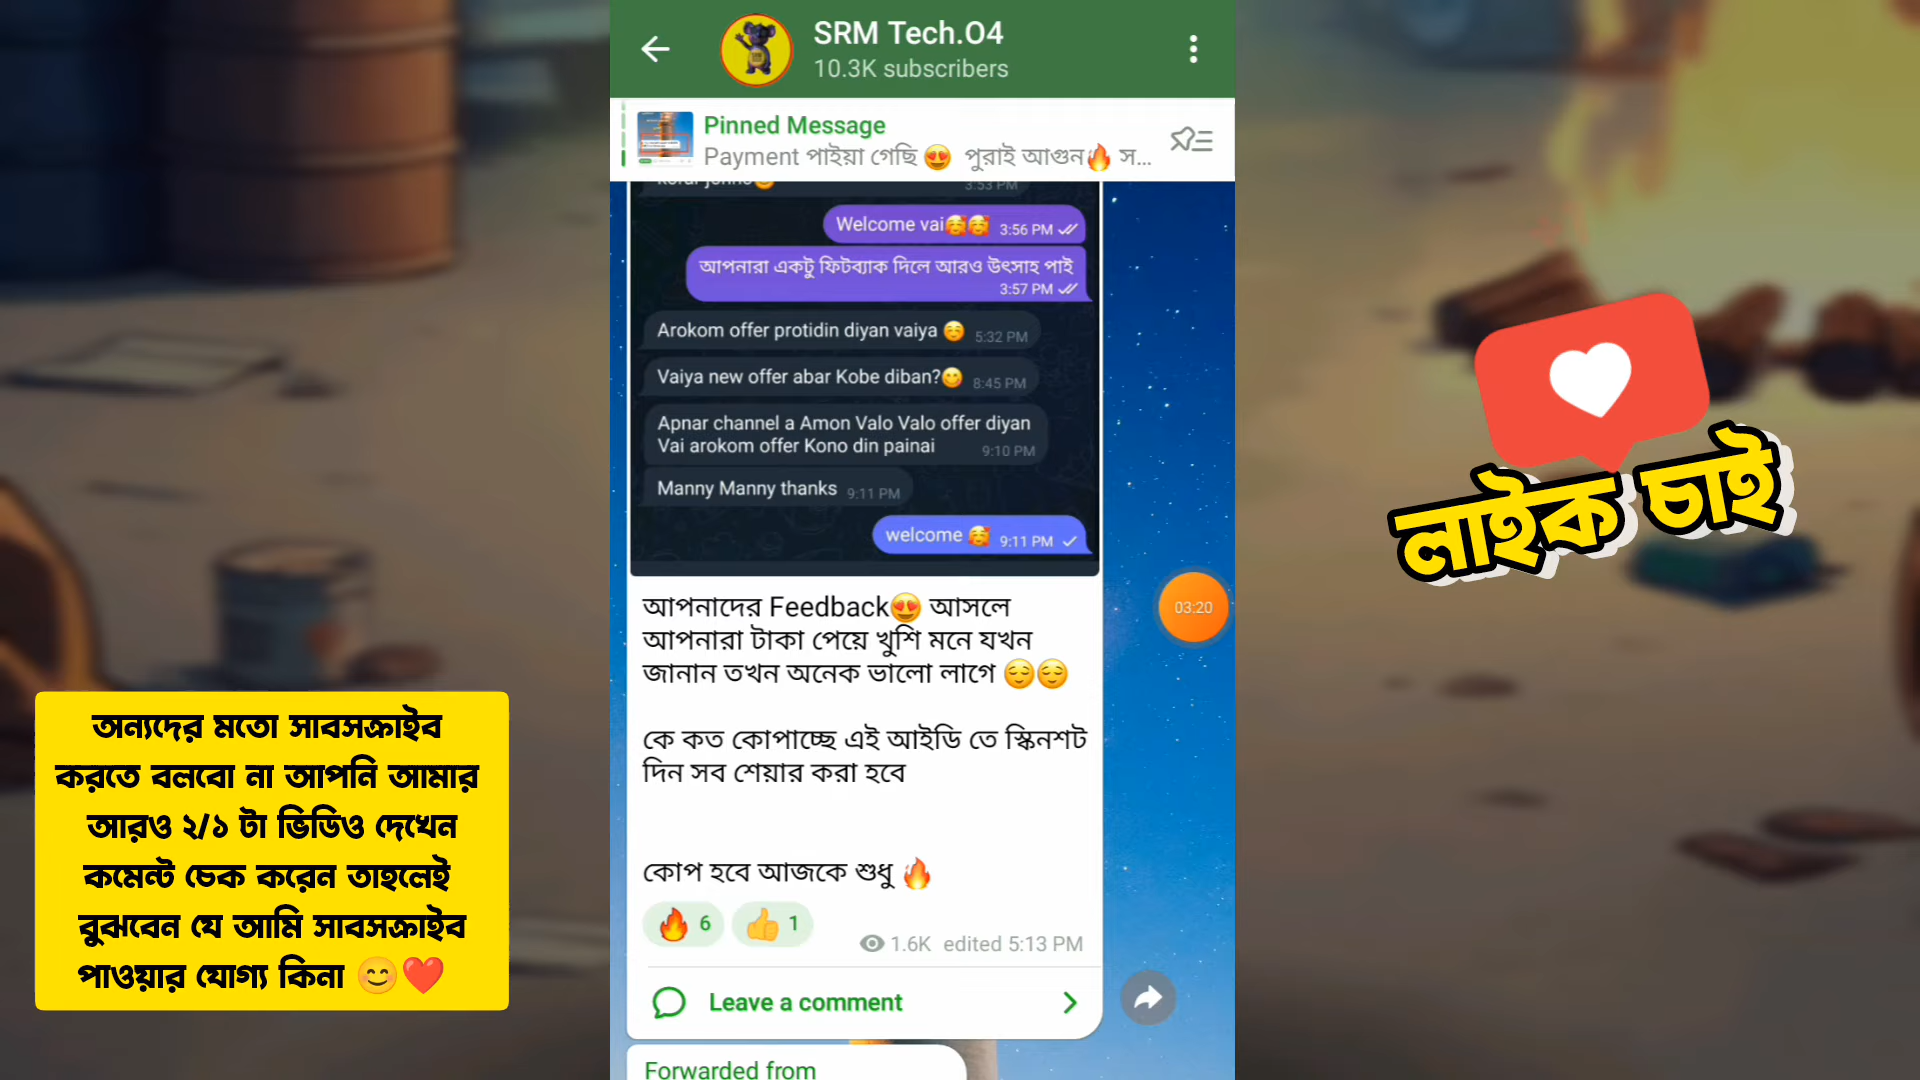 SRM Tech.04
10.3K subscribers
Pinned Message
Payment পাইয়া গেছি 😍 পুরাই আগুন🔥 স...
3:53 PM
Welcome vai🥰🥰 3:56 PM
আপনারা একটু ফিটব্যাক দিলে আরও উৎসাহ পাই
3:57 PM
Arokom offer protidin diyan vaiya ☺️ 5:32 PM
Vaiya new offer abar Kobe diban?😋 8:45 PM
Apnar channel a Amon Valo Valo offer diyan
Vai arokom offer Kono din painai 9:10 PM
Manny Manny thanks 9:11 PM
welcome 🥰 9:11 PM
আপনাদের Feedback😍 আসলে
আপনারা টাকা পেয়ে খুশি মনে যখন
জানান তখন অনেক ভালো লাগে 😌😌
কে কত কোপাচ্ছে এই আইডি তে স্কিনশট
দিন সব শেয়ার করা হবে
কোপ হবে আজকে শুধু 🔥
🔥 6 👍 1
1.6K edited 5:13 PM
Leave a comment
Forwarded from
03:20
লাইক চাই
অন্যদের মতো সাবসক্রাইব
করতে বলবো না আপনি আমার
আরও ২/১ টা ভিডিও দেখেন
কমেন্ট চেক করেন তাহলেই
বুঝবেন যে আমি সাবসক্রাইব
পাওয়ার যোগ্য কিনা 😊❤️